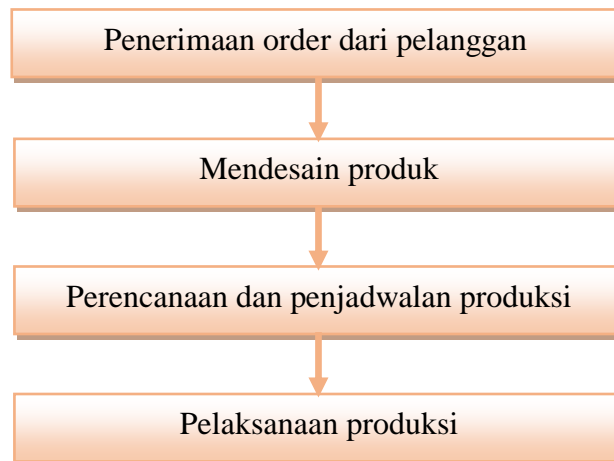 Penerimaan order dari pelanggan
Mendesain produk
Perencanaan dan penjadwalan produksi
Pelaksanaan produksi